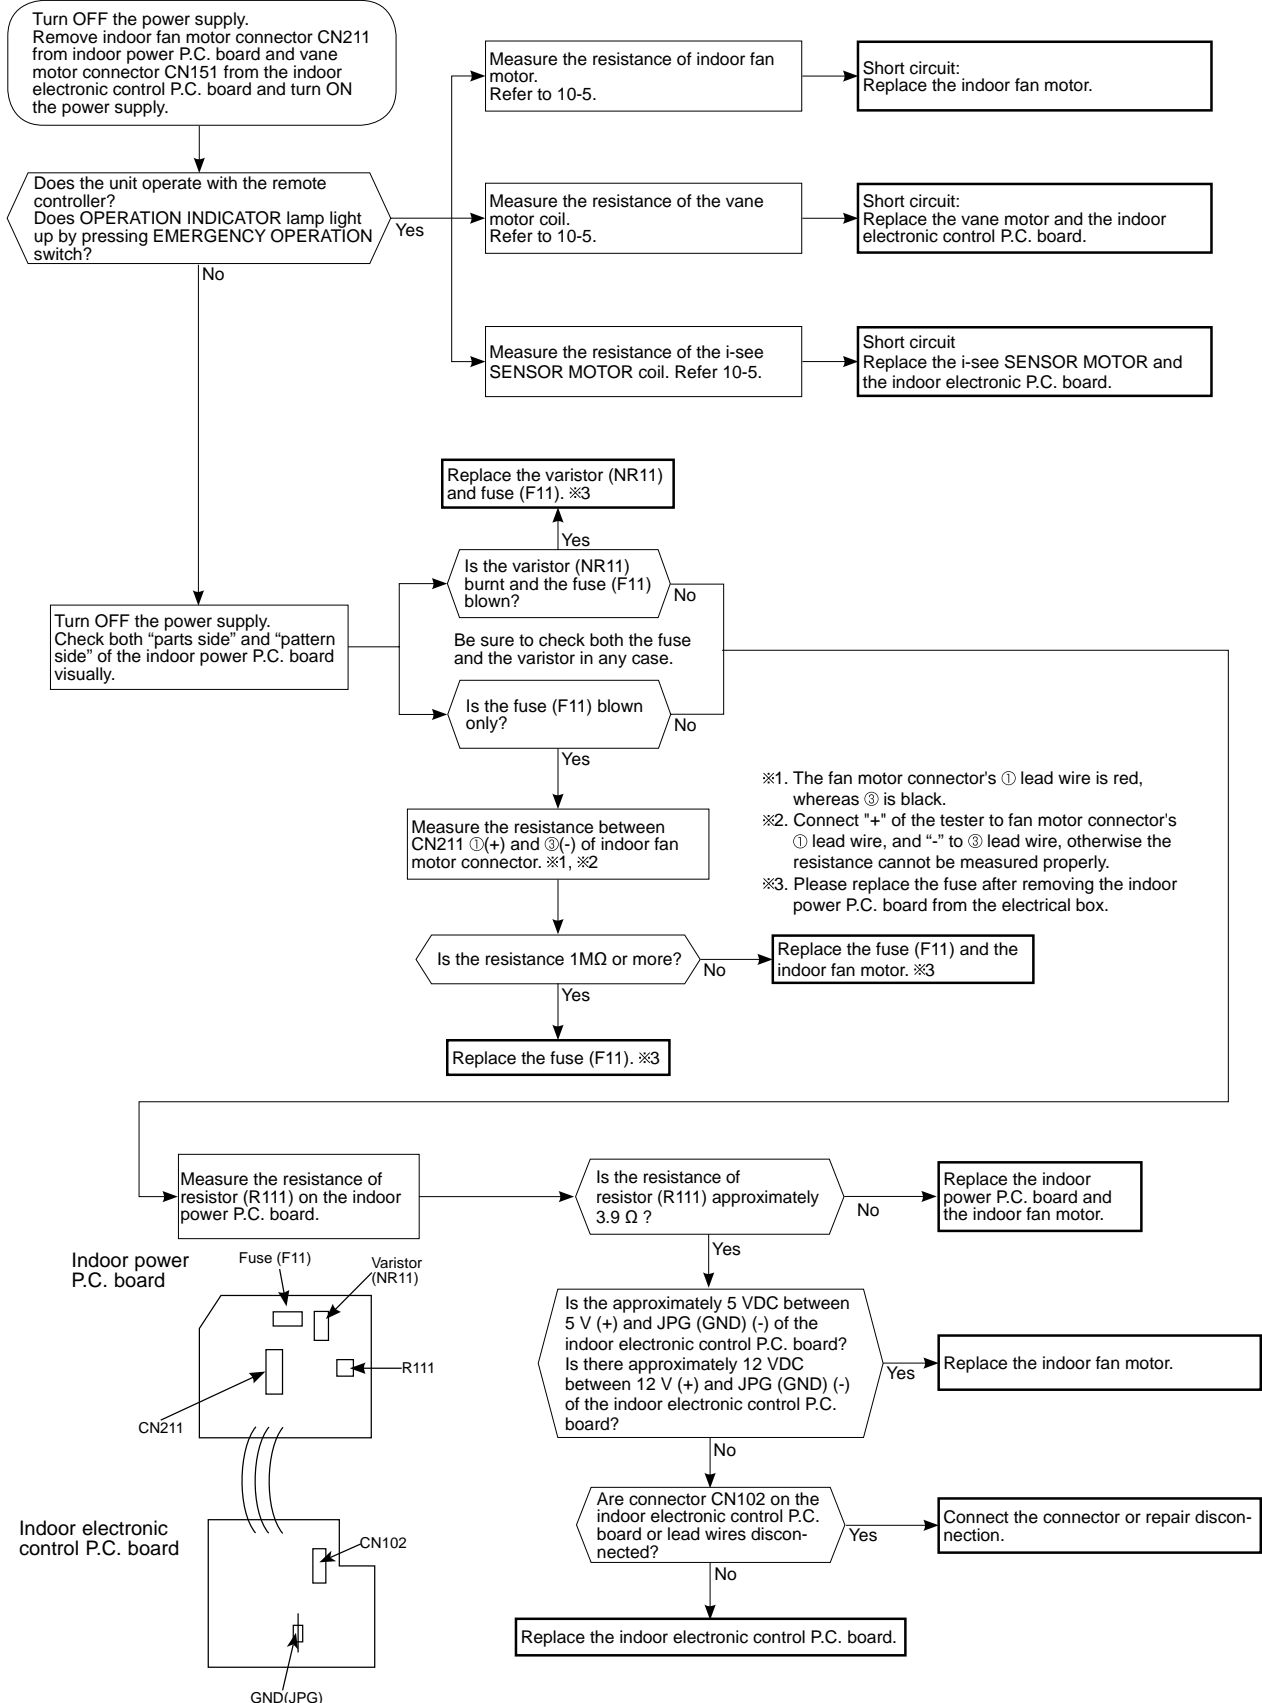 Turn OFF the power supply.
Remove indoor fan motor connector CN211
from indoor power P.C. board and vane
motor connector CN151 from the indoor
electronic control P.C. board and turn ON
the power supply.
Does the unit operate with the remote
controller?
Does OPERATION INDICATOR lamp light
up by pressing EMERGENCY OPERATION
switch?
Yes
No
Measure the resistance of indoor fan
motor.
Refer to 10-5.
Short circuit:
Replace the indoor fan motor.
Measure the resistance of the vane
motor coil.
Refer to 10-5.
Short circuit:
Replace the vane motor and the indoor
electronic control P.C. board.
Measure the resistance of the i-see
SENSOR MOTOR coil. Refer 10-5.
Short circuit
Replace the i-see SENSOR MOTOR and
the indoor electronic P.C. board.
Replace the varistor (NR11)
and fuse (F11). ※3
Yes
Is the varistor (NR11)
burnt and the fuse (F11)
blown?
No
Turn OFF the power supply.
Check both “parts side” and “pattern
side” of the indoor power P.C. board
visually.
Be sure to check both the fuse
and the varistor in any case.
Is the fuse (F11) blown
only?
No
Yes
Measure the resistance between
CN211 ①(+) and ③(-) of indoor fan
motor connector. ※1, ※2
※1. The fan motor connector's ① lead wire is red,
whereas ③ is black.
※2. Connect "+" of the tester to fan motor connector's
① lead wire, and “-” to ③ lead wire, otherwise the
resistance cannot be measured properly.
※3. Please replace the fuse after removing the indoor
power P.C. board from the electrical box.
Is the resistance 1MΩ or more?
No
Replace the fuse (F11) and the
indoor fan motor. ※3
Yes
Replace the fuse (F11). ※3
Measure the resistance of
resistor (R111) on the indoor
power P.C. board.
Is the resistance of
resistor (R111) approximately
3.9 Ω ?
No
Replace the indoor
power P.C. board and
the indoor fan motor.
Yes
Indoor power
P.C. board
Fuse (F11)
Varistor
(NR11)
R111
CN211
Is the approximately 5 VDC between
5 V (+) and JPG (GND) (-) of the
indoor electronic control P.C. board?
Is there approximately 12 VDC
between 12 V (+) and JPG (GND) (-)
of the indoor electronic control P.C.
board?
Yes
Replace the indoor fan motor.
No
Indoor electronic
control P.C. board
CN102
GND(JPG)
Are connector CN102 on the
indoor electronic control P.C.
board or lead wires discon-
nected?
Yes
Connect the connector or repair discon-
nection.
No
Replace the indoor electronic control P.C. board.